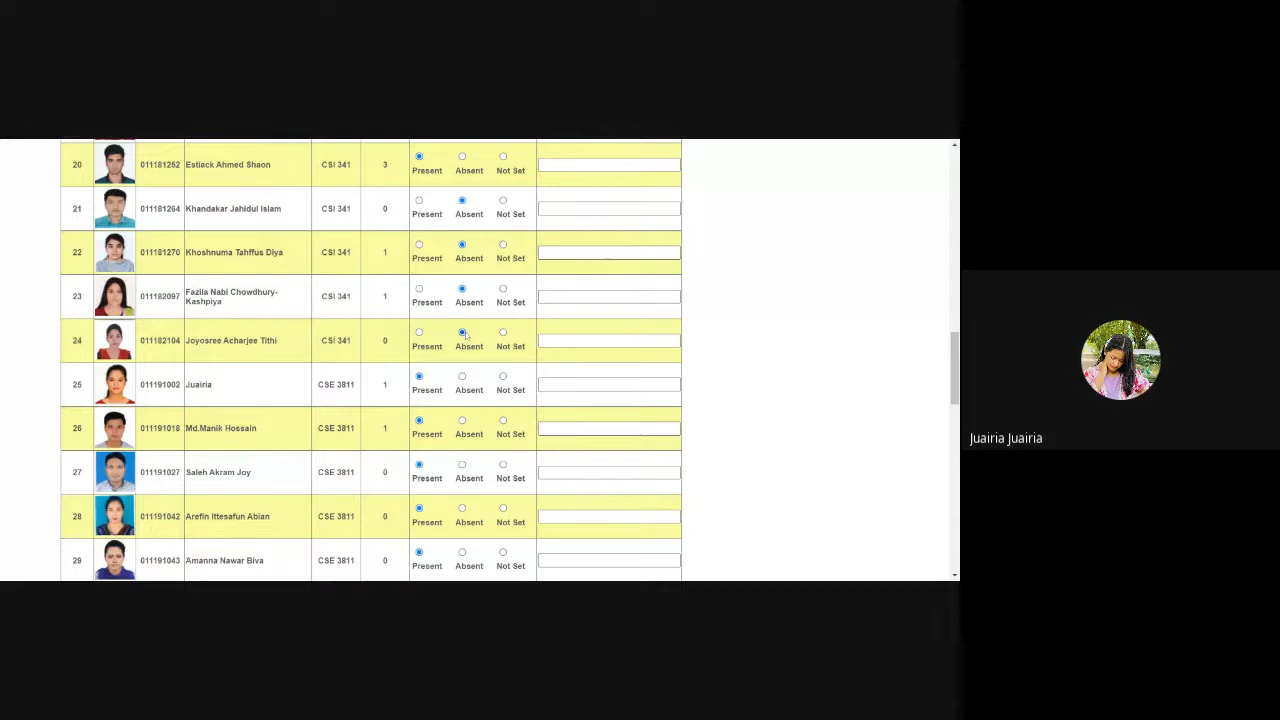 20 011181252 Estiack Ahmed Shaon CSI 341 3 Present Absent Not Set
21 011181264 Khandakar Jahidul Islam CSI 341 0 Present Absent Not Set
22 011181270 Khoshnuma Tahffus Diya CSI 341 1 Present Absent Not Set
23 011182097 Fazila Nabi Chowdhury-
Kashpiya CSI 341 1 Present Absent Not Set
24 011182104 Joyosree Acharjee Tithi CSI 341 0 Present Absent Not Set
25 011191002 Juairia CSE 3811 1 Present Absent Not Set
26 011191018 Md.Manik Hossain CSE 3811 1 Present Absent Not Set
27 011191027 Saleh Akram Joy CSE 3811 0 Present Absent Not Set
28 011191042 Arefin Ittesafun Abian CSE 3811 0 Present Absent Not Set
29 011191043 Amanna Nawar Biva CSE 3811 0 Present Absent Not Set
Juairia Juairia